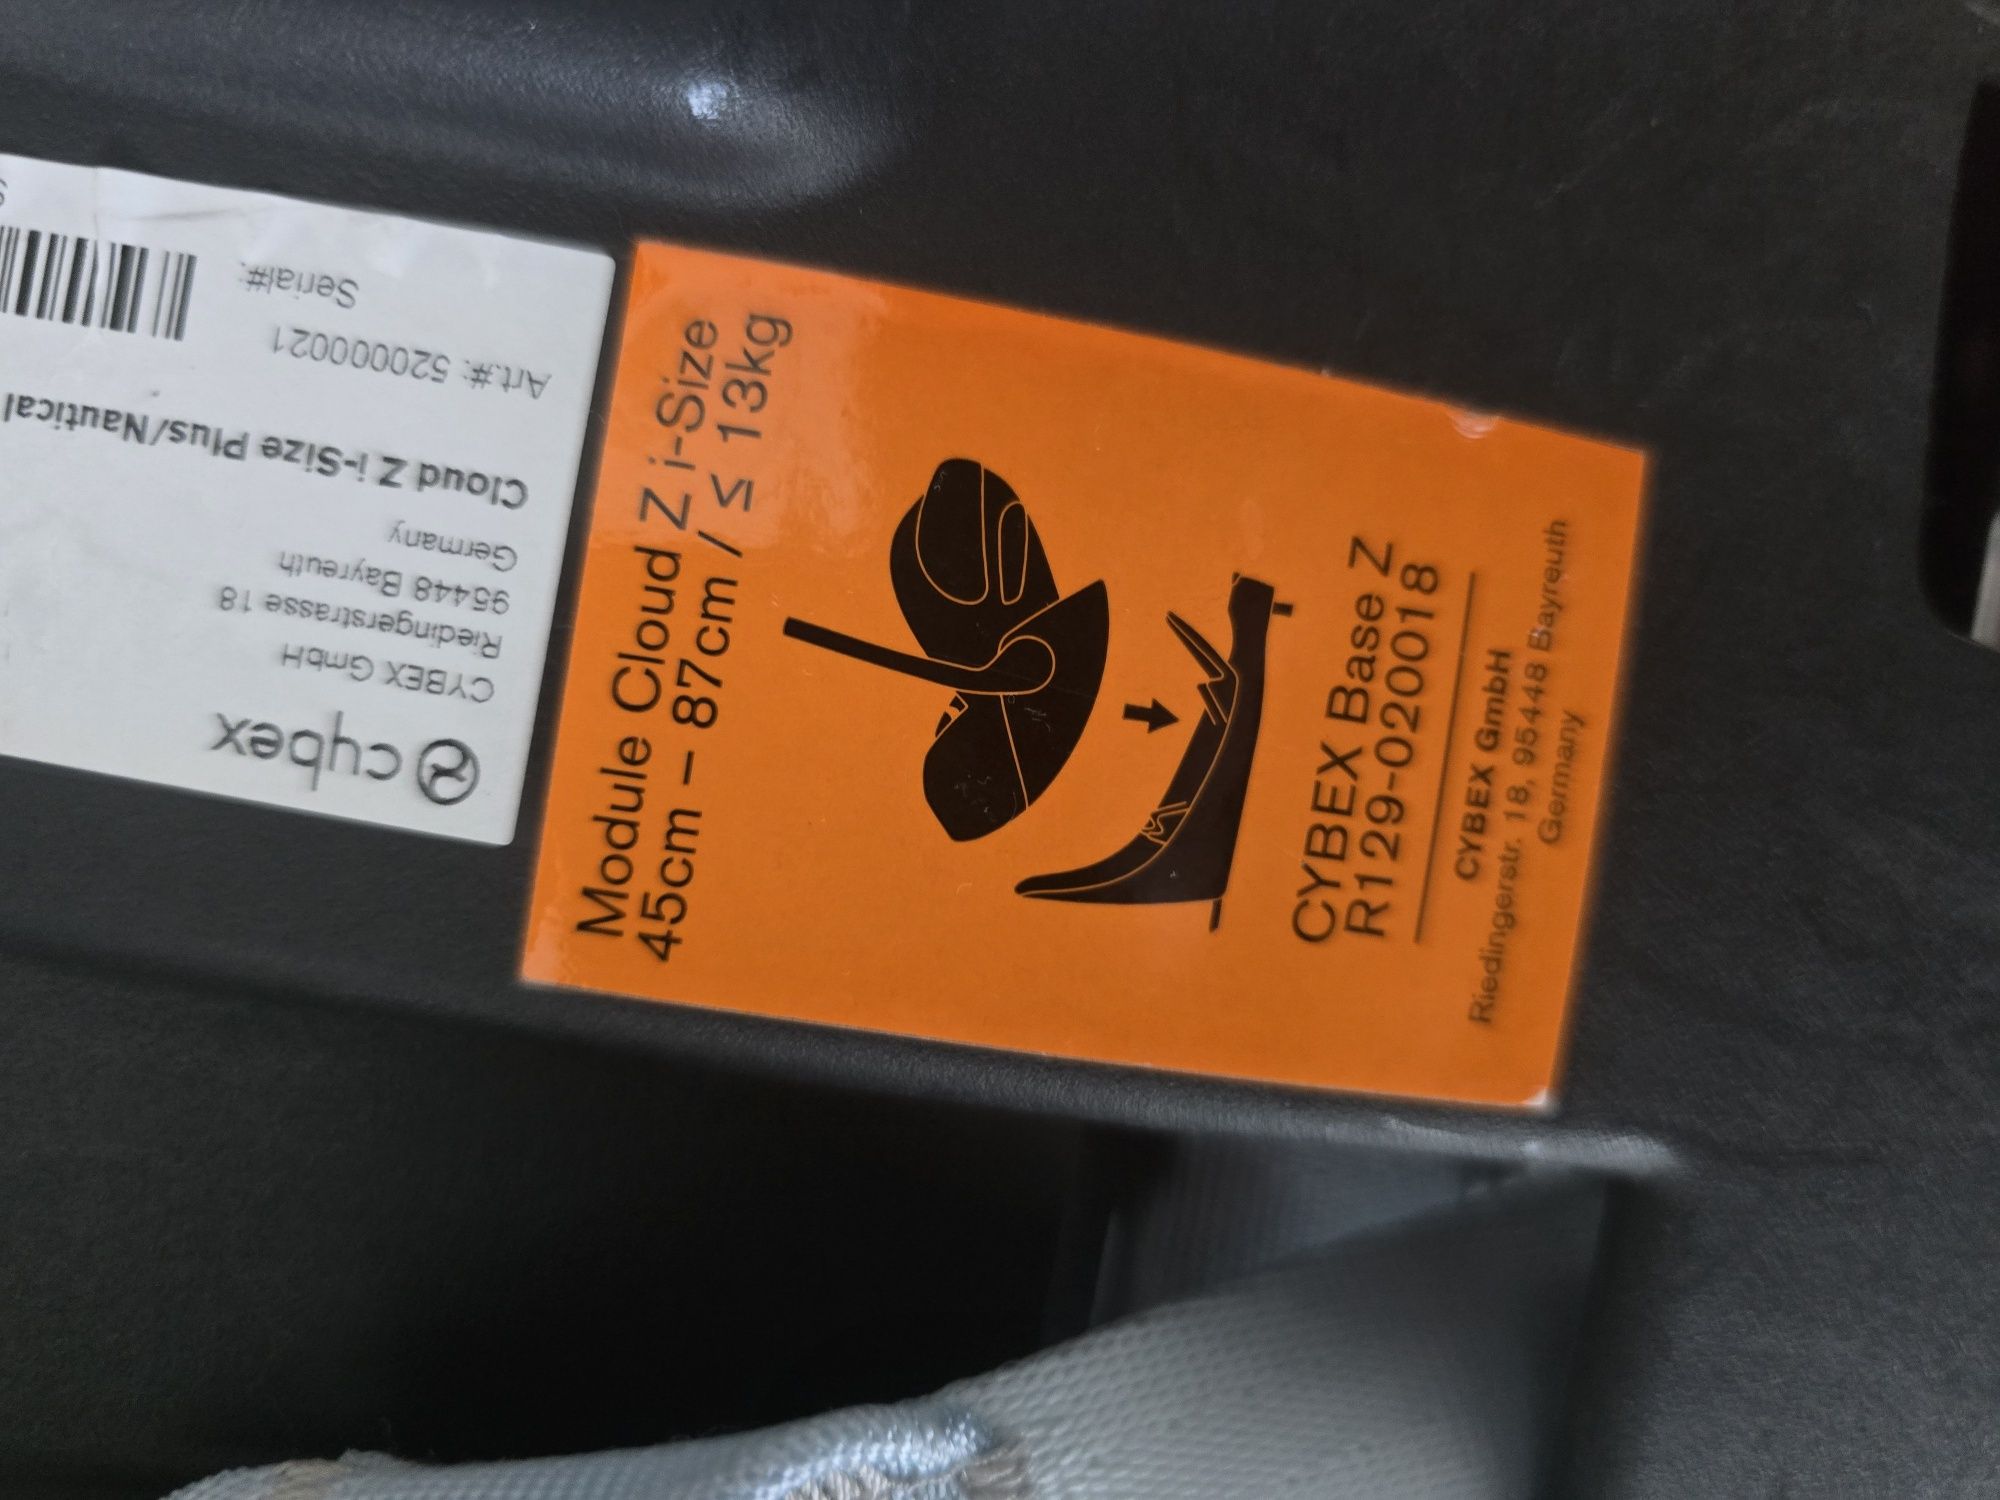 cybex
CYBEX GmbH
Riedingerstrasse 18
95448 Bayreuth
Germany
Cloud Z i-Size Plus/Nautical
Art.#: 520000021
Serial#:
Module Cloud Z i-Size
45cm – 87cm / ≤ 13kg
CYBEX Base Z
R129-020018
CYBEX GmbH
Riedingerstr. 18, 95448 Bayreuth
Germany